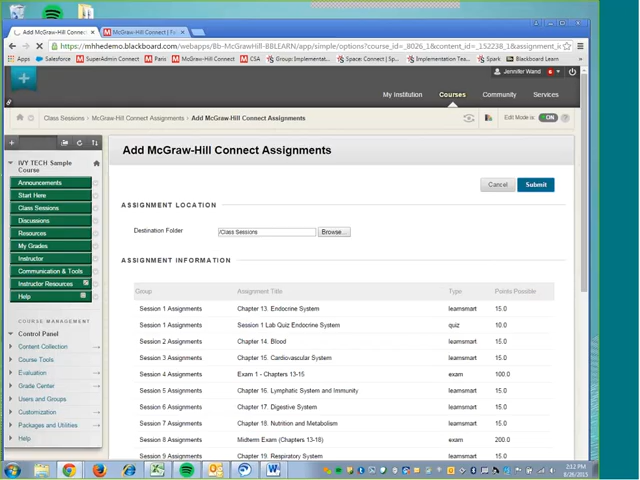 Add McGraw-Hill Connec
McGraw-Hill Connect | Fe
https://mhhedemo.blackboard.com/webapps/Bb-McGrawHill-BBLEARN/app/simple/options?course_id=_8026_1&content_id=_152238_1&assignment_ic
Apps
Salesforce
SuperAdmin Connect
Paris
McGraw-Hill Connect
CSA
Group: Implementat...
Space: Connect | Sp...
Implementation Tea...
Spark
Blackboard Learn
Jennifer Wand
6
My Institution
Courses
Community
Services
Class Sessions
McGraw-Hill Connect Assignments
Add McGraw-Hill Connect Assignments
Edit Mode is:
ON
IVY TECH Sample
Course
Announcements
Start Here
Class Sessions
Discussions
Resources
My Grades
Instructor
Communication & Tools
Instructor Resources
Help
COURSE MANAGEMENT
Control Panel
Content Collection
Course Tools
Evaluation
Grade Center
Users and Groups
Customization
Packages and Utilities
Help
Add McGraw-Hill Connect Assignments
Cancel
Submit
ASSIGNMENT LOCATION
Destination Folder
/Class Sessions
Browse...
ASSIGNMENT INFORMATION
Group Assignment Title Type Points Possible
Session 1 Assignments Chapter 13. Endocrine System learnsmart 15.0
Session 1 Assignments Session 1 Lab Quiz Endocrine System quiz 10.0
Session 2 Assignments Chapter 14. Blood learnsmart 15.0
Session 3 Assignments Chapter 15. Cardiovascular System learnsmart 15.0
Session 4 Assignments Exam 1 - Chapters 13-15 exam 100.0
Session 5 Assignments Chapter 16. Lymphatic System and Immunity learnsmart 15.0
Session 6 Assignments Chapter 17. Digestive System learnsmart 15.0
Session 7 Assignments Chapter 18. Nutrition and Metabolism learnsmart 15.0
Session 8 Assignments Midterm Exam (Chapters 13-18) exam 200.0
Session 9 Assignments Chapter 19. Respiratory System learnsmart 15.0
2:12 PM
8/26/2015